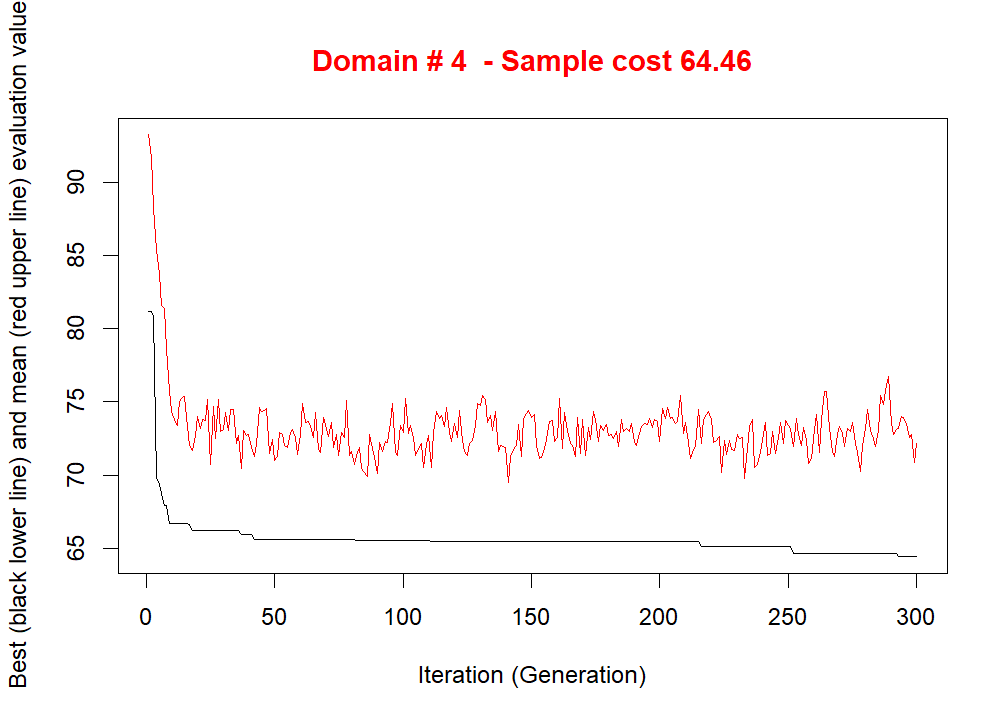 Domain # 4 - Sample cost 64.46
Best (black lower line) and mean (red upper line) evaluation value
90
85
80
75
70
65
0 50 100 150 200 250 300
Iteration (Generation)